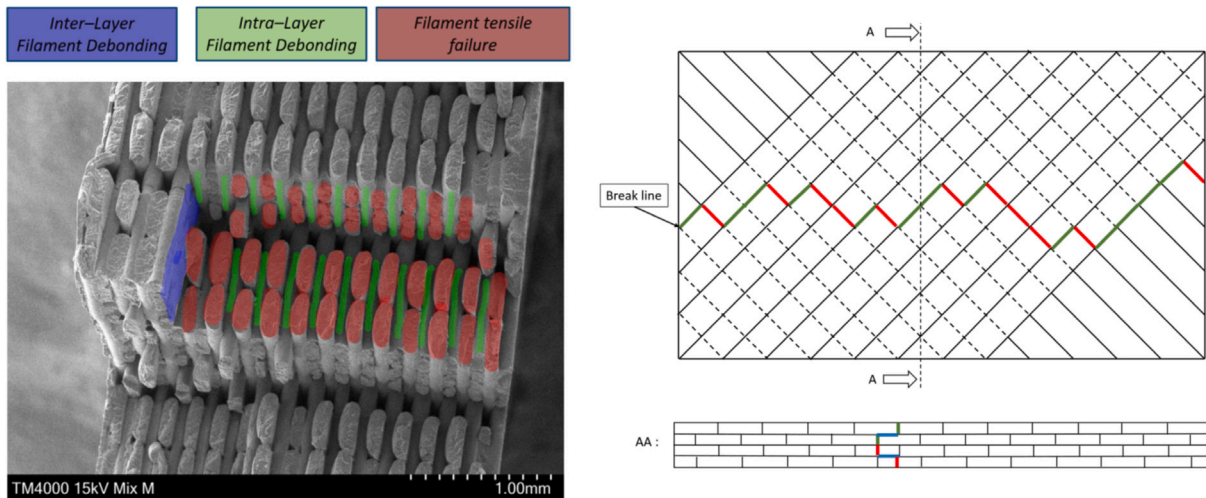 Inter–Layer
Filament Debonding
Intra–Layer
Filament Debonding
Filament tensile
failure
TM4000 15kV Mix M
1.00mm
A
Break line
A
AA :